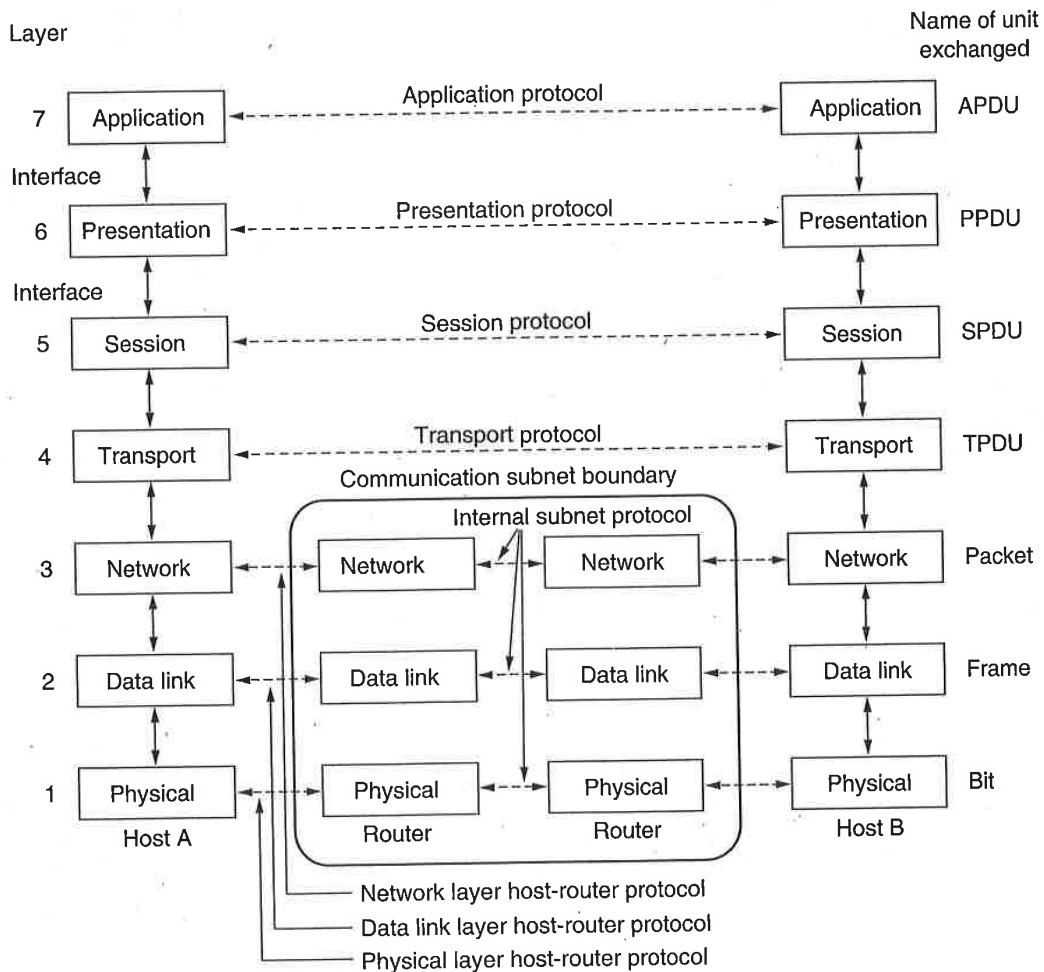 Layer
Name of unit
exchanged
7
Application
Application protocol
Application
APDU
Interface
6
Presentation
Presentation protocol
Presentation
PPDU
Interface
5
Session
Session protocol
Session
SPDU
4
Transport
Transport protocol
Transport
TPDU
Communication subnet boundary
Internal subnet protocol
3
Network
Network
Network
Network
Packet
2
Data link
Data link
Data link
Data link
Frame
1
Physical
Physical
Physical
Physical
Bit
Host A
Router
Router
Host B
Network layer host-router protocol
Data link layer host-router protocol
Physical layer host-router protocol